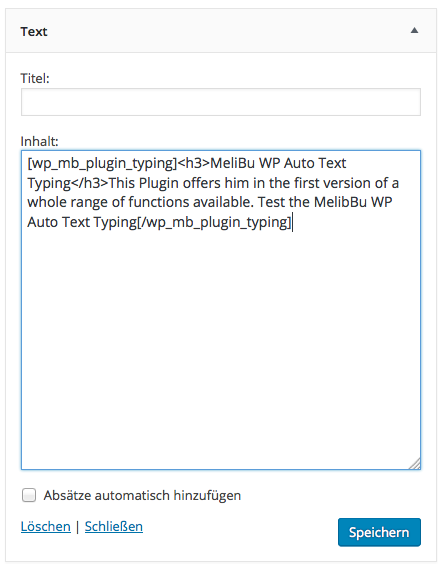 Text
Titel:
Inhalt:
[wp_mb_plugin_typing]<h3>MeliBu WP Auto Text
Typing</h3>This Plugin offers him in the first version of a
whole range of functions available. Test the MelibBu WP
Auto Text Typing[/wp_mb_plugin_typing]
Absätze automatisch hinzufügen
Löschen | Schließen
Speichern